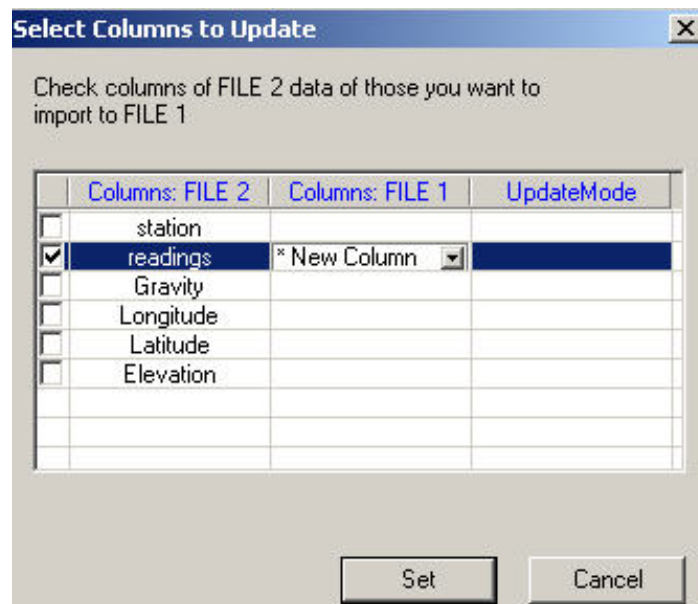 Select Columns to Update
Check columns of FILE 2 data of those you want to
import to FILE 1
Columns: FILE 2 Columns: FILE 1 UpdateMode
station
readings * New Column
Gravity
Longitude
Latitude
Elevation
Set Cancel